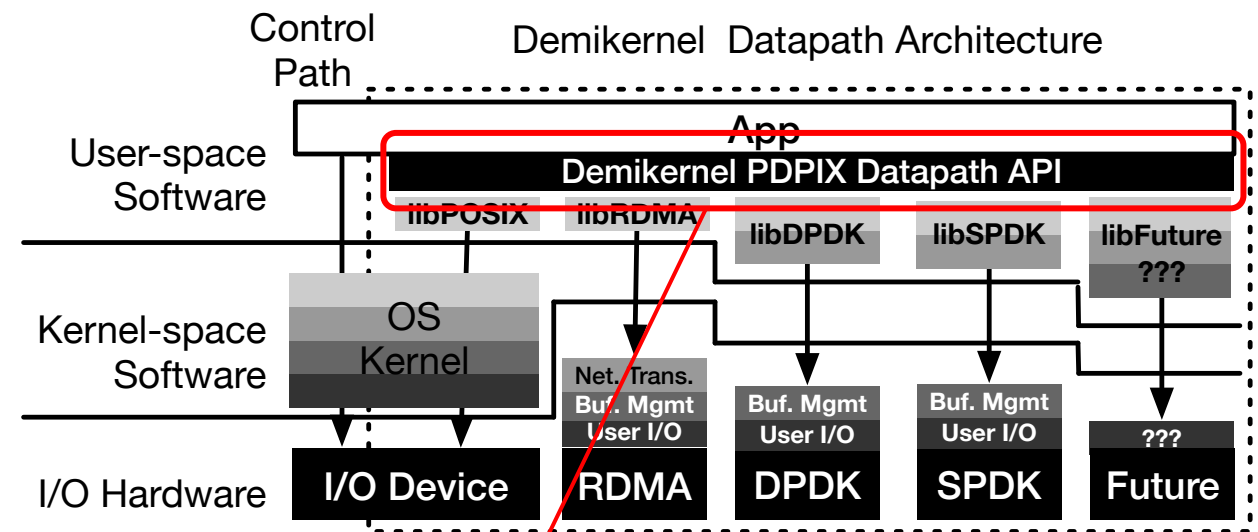 Control
Path
Demikernel Datapath Architecture
User-space
Software
App
Demikernel PDPIX Datapath API
libPOSIX
libRDMA
libDPDK
libSPDK
libFuture
???
Kernel-space
Software
OS
Kernel
Net. Trans.
Buf. Mgmt
User I/O
Buf. Mgmt
User I/O
Buf. Mgmt
User I/O
???
I/O Hardware
I/O Device
RDMA
DPDK
SPDK
Future